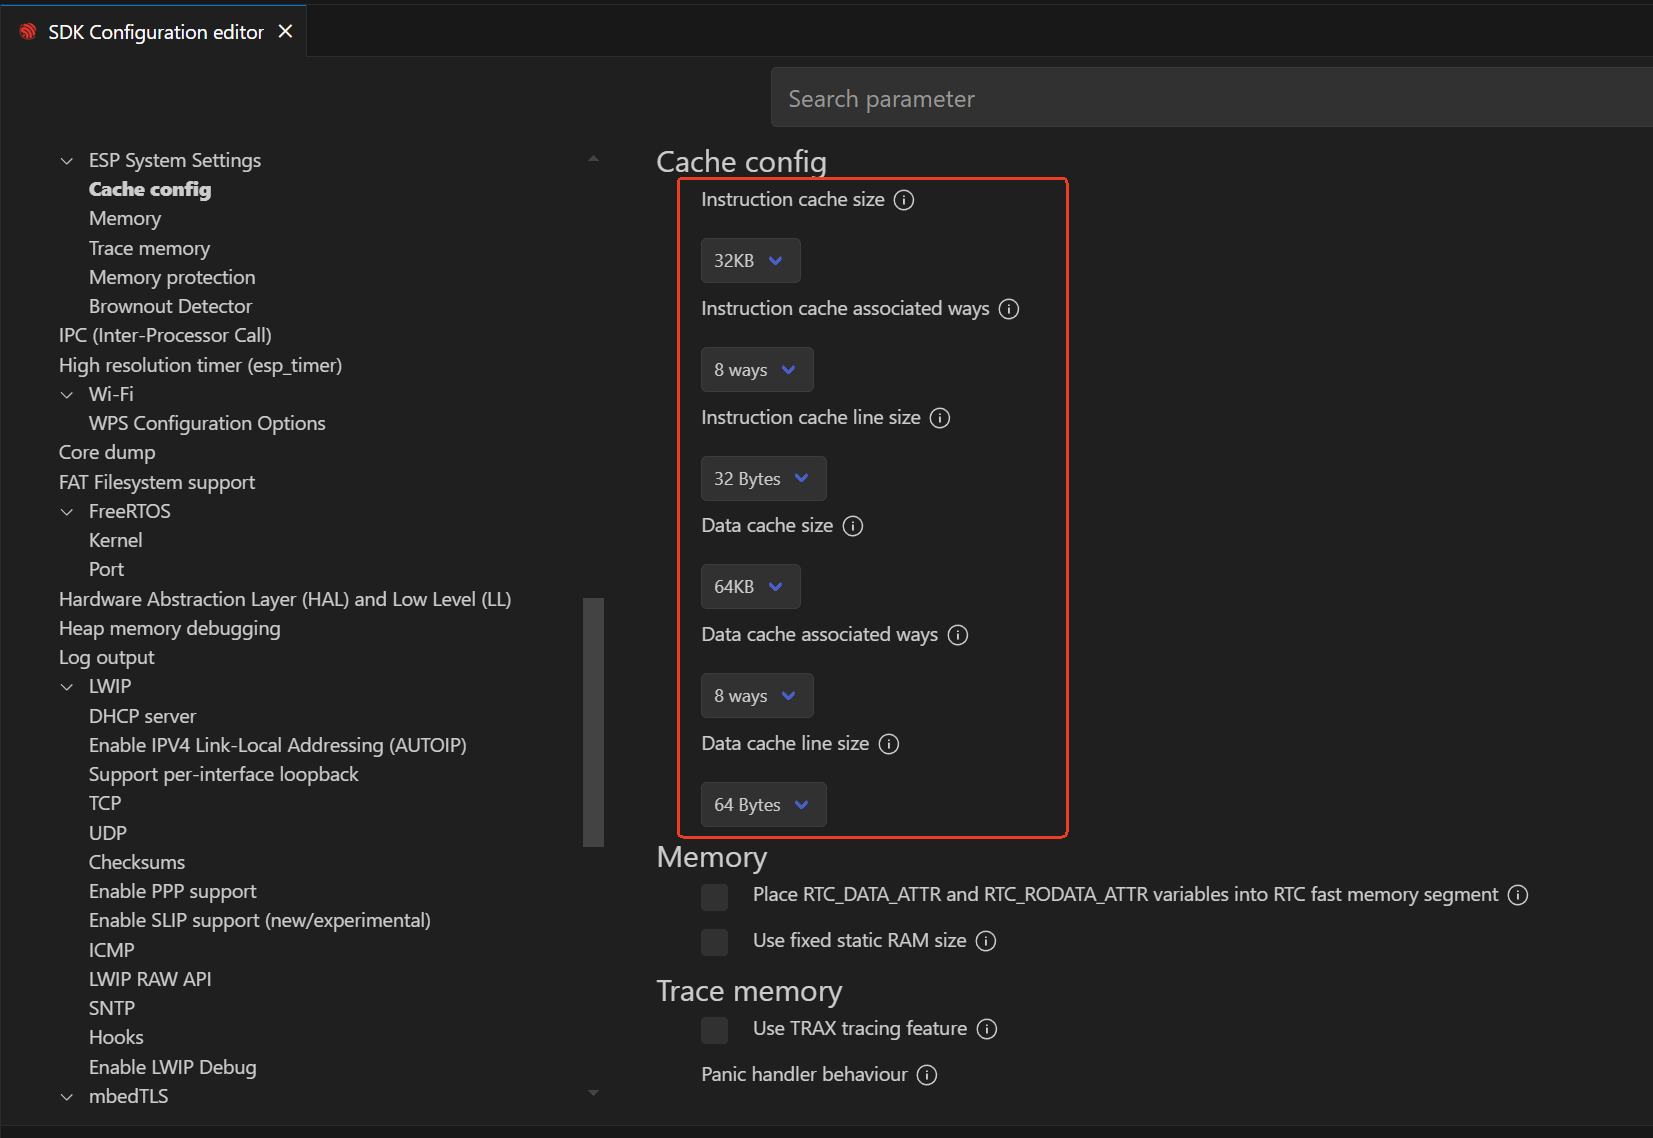 SDK Configuration editor
Search parameter
ESP System Settings
Cache config
Memory
Trace memory
Memory protection
Brownout Detector
IPC (Inter-Processor Call)
High resolution timer (esp_timer)
Wi-Fi
WPS Configuration Options
Core dump
FAT Filesystem support
FreeRTOS
Kernel
Port
Hardware Abstraction Layer (HAL) and Low Level (LL)
Heap memory debugging
Log output
LWIP
DHCP server
Enable IPV4 Link-Local Addressing (AUTOIP)
Support per-interface loopback
TCP
UDP
Checksums
Enable PPP support
Enable SLIP support (new/experimental)
ICMP
LWIP RAW API
SNTP
Hooks
Enable LWIP Debug
mbedTLS
Cache config
Instruction cache size
32KB
Instruction cache associated ways
8 ways
Instruction cache line size
32 Bytes
Data cache size
64KB
Data cache associated ways
8 ways
Data cache line size
64 Bytes
Memory
Place RTC_DATA_ATTR and RTC_RODATA_ATTR variables into RTC fast memory segment
Use fixed static RAM size
Trace memory
Use TRAX tracing feature
Panic handler behaviour